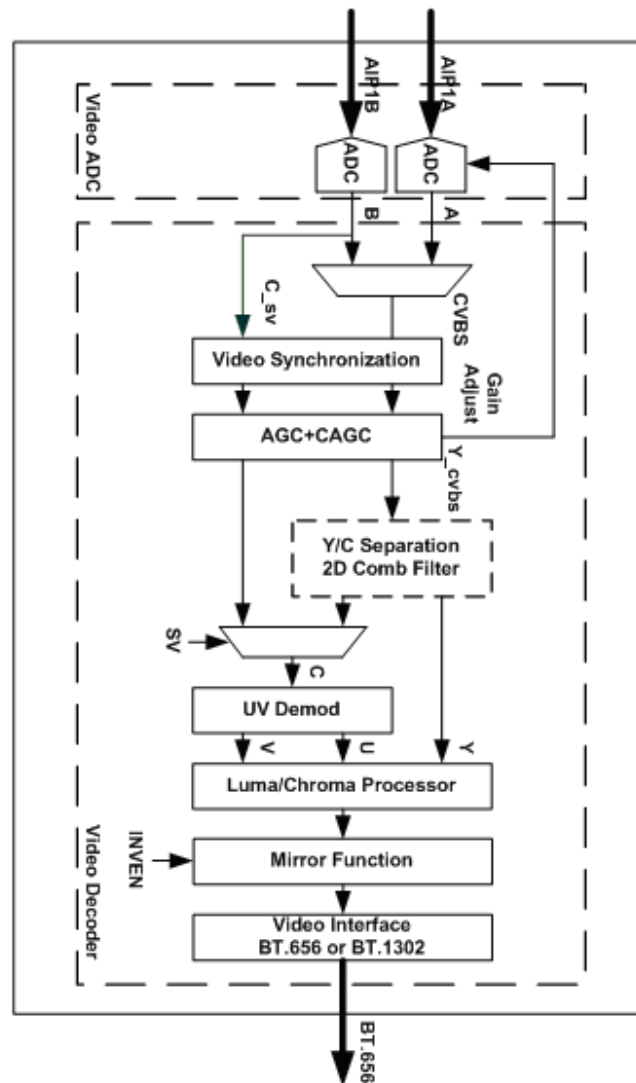 AIP1B
AIP1A
Video ADC
ADC
ADC
B
A
C_sv
CVBS
Video Synchronization
Gain
Adjust
AGC+CAGC
Y_cvbs
Y/C Separation
2D Comb Filter
SV
C
UV Demod
V
U
Y
Luma/Chroma Processor
INVEN
Mirror Function
Video Decoder
Video Interface
BT.656 or BT.1302
BT.656